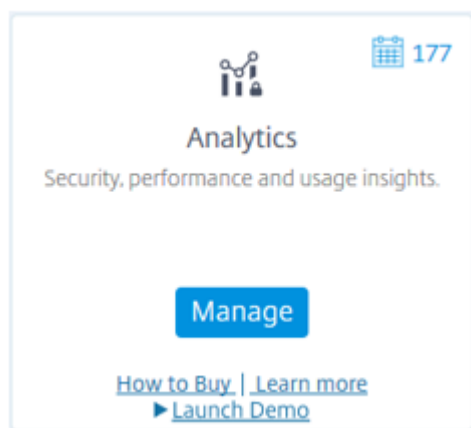 177
Analytics
Security, performance and usage insights.
Manage
How to Buy | Learn more
Launch Demo